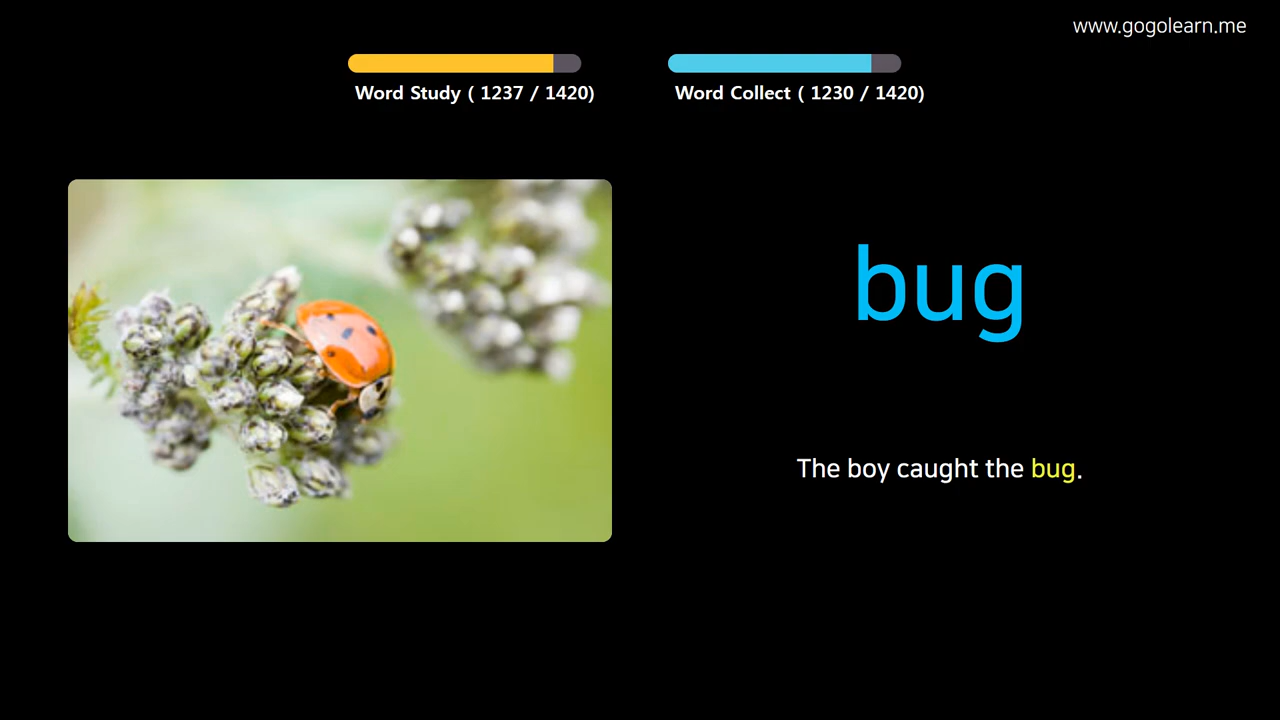 www.gogolearn.me
Word Study ( 1237 / 1420)
Word Collect ( 1230 / 1420)
bug
The boy caught the bug.